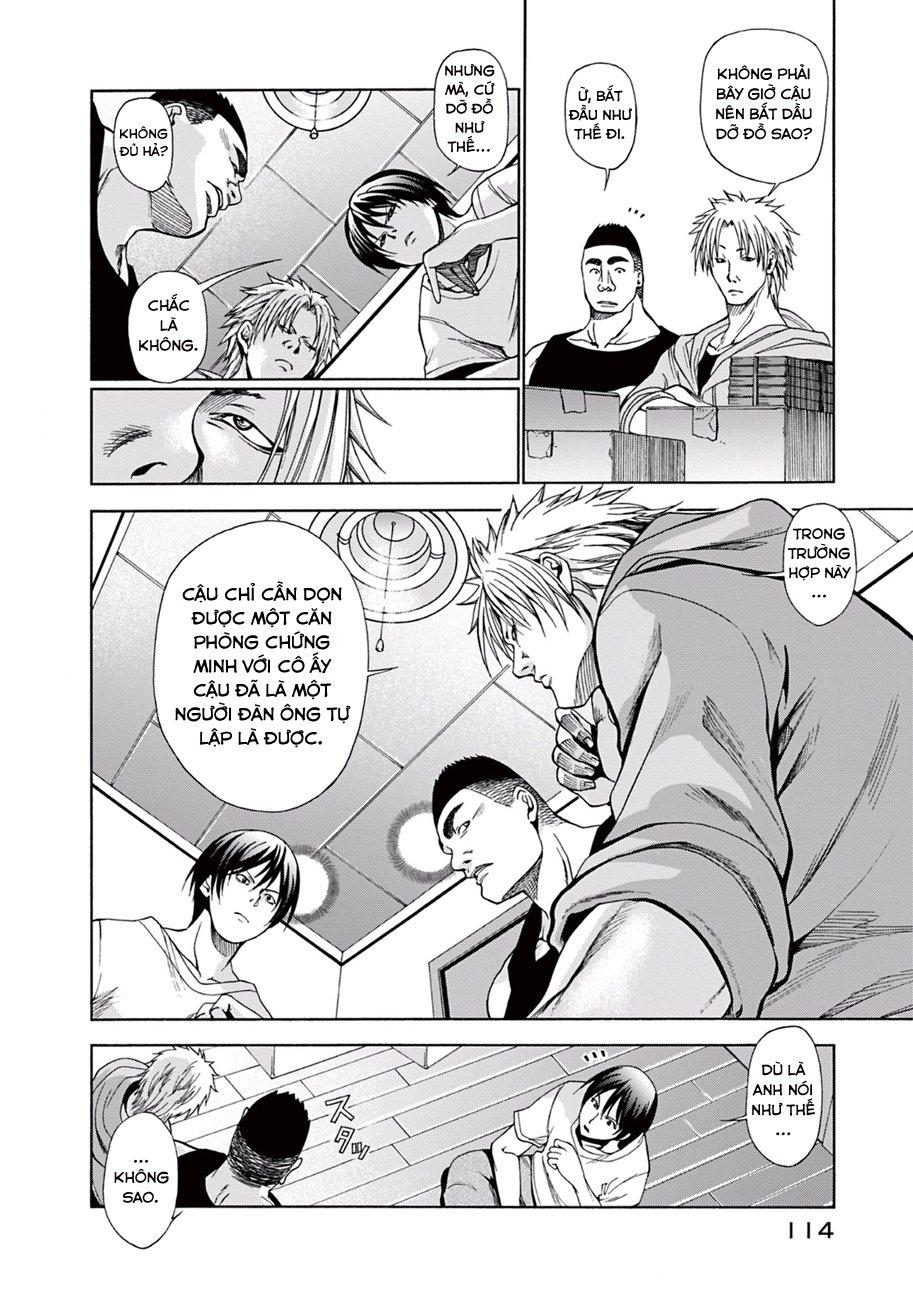 KHÔNG PHẢI
BÂY GIỜ CẬU
NÊN BẮT DẦU
DỠ ĐỒ SAO?
Ừ, BẮT
ĐẦU NHƯ
THẾ ĐI.
NHƯNG
MÀ, CỨ
DỠ ĐỒ
NHƯ
THẾ...
KHÔNG
ĐỦ HẢ?
CHẮC
LÀ
KHÔNG.
TRONG
TRƯỜNG
HỢP NÀY
...
CẬU CHỈ CẦN DỌN
ĐƯỢC MỘT CĂN
PHÒNG CHỨNG
MINH VỚI CÔ ẤY
CẬU ĐÃ LÀ MỘT
NGƯỜI ĐÀN ÔNG TỰ
LẬP LÀ ĐƯỢC.
DÙ LÀ
ANH NÓI
NHƯ THẾ
...
スタッ
...
KHÔNG
SAO.
114